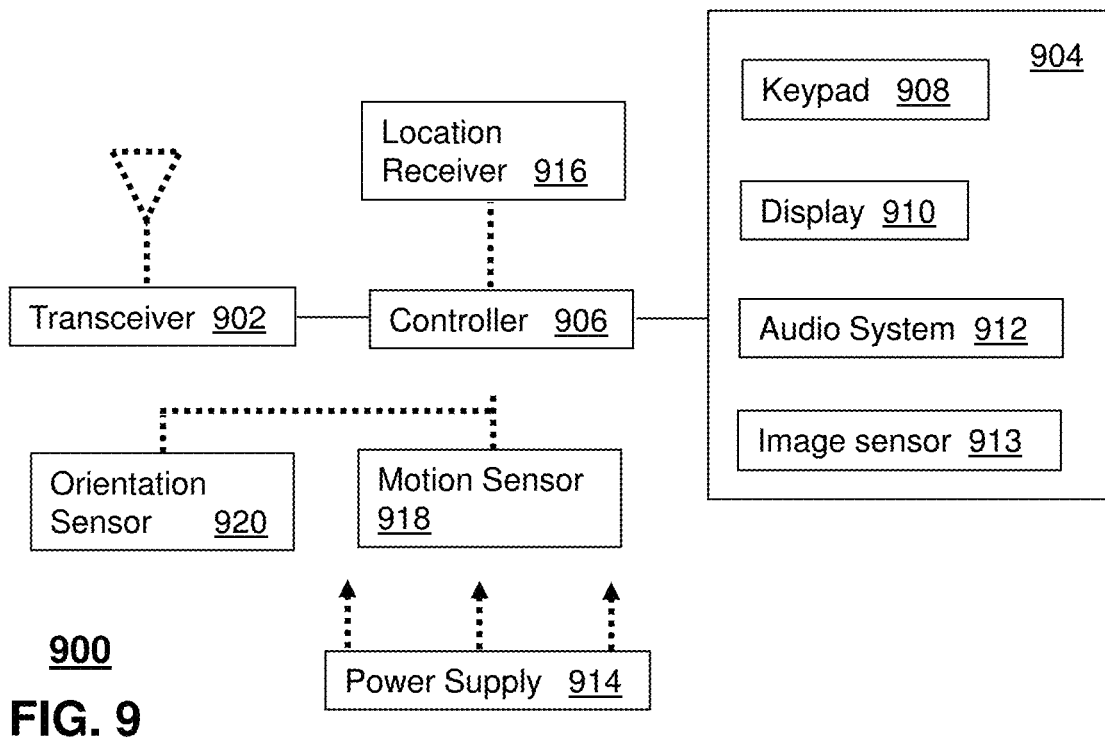 904
Keypad 908
Location
Receiver 916
Display 910
Transceiver 902
Controller 906
Audio System 912
Image sensor 913
Orientation
Sensor 920
Motion Sensor
918
900
Power Supply 914
FIG. 9